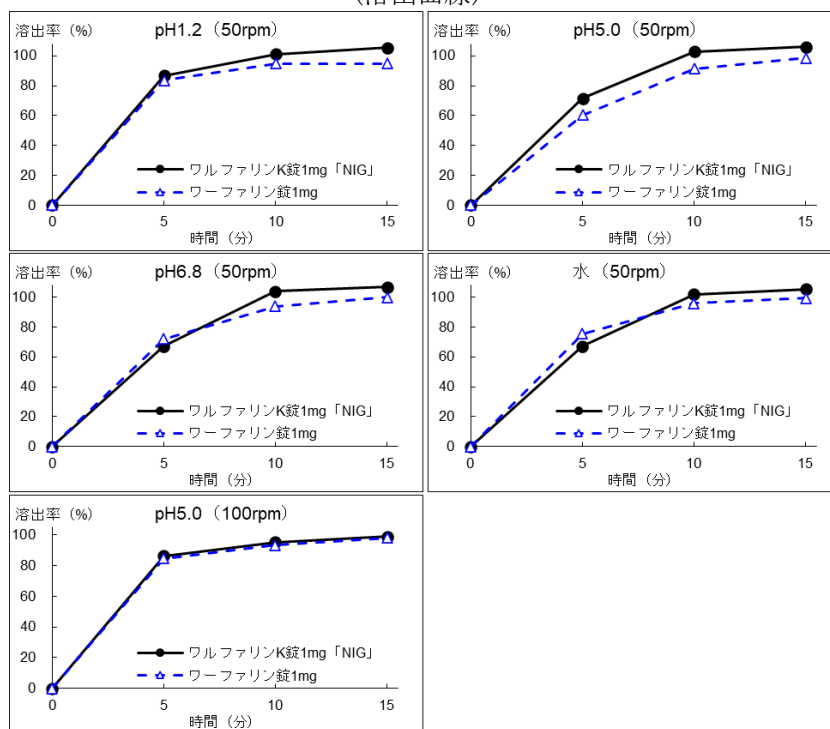 (溶出曲線)
溶出率 (%)
pH1.2 (50rpm)
100
80
60
40
20
0
ワルファリンK錠1mg「NIG」
ワーファリン錠1mg
0 5 10 15
時間 (分)
溶出率 (%)
pH5.0 (50rpm)
100
80
60
40
20
0
ワルファリンK錠1mg「NIG」
ワーファリン錠1mg
0 5 10 15
時間 (分)
溶出率 (%)
pH6.8 (50rpm)
100
80
60
40
20
0
ワルファリンK錠1mg「NIG」
ワーファリン錠1mg
0 5 10 15
時間 (分)
溶出率 (%)
水 (50rpm)
100
80
60
40
20
0
ワルファリンK錠1mg「NIG」
ワーファリン錠1mg
0 5 10 15
時間 (分)
溶出率 (%)
pH5.0 (100rpm)
100
80
60
40
20
0
ワルファリンK錠1mg「NIG」
ワーファリン錠1mg
0 5 10 15
時間 (分)